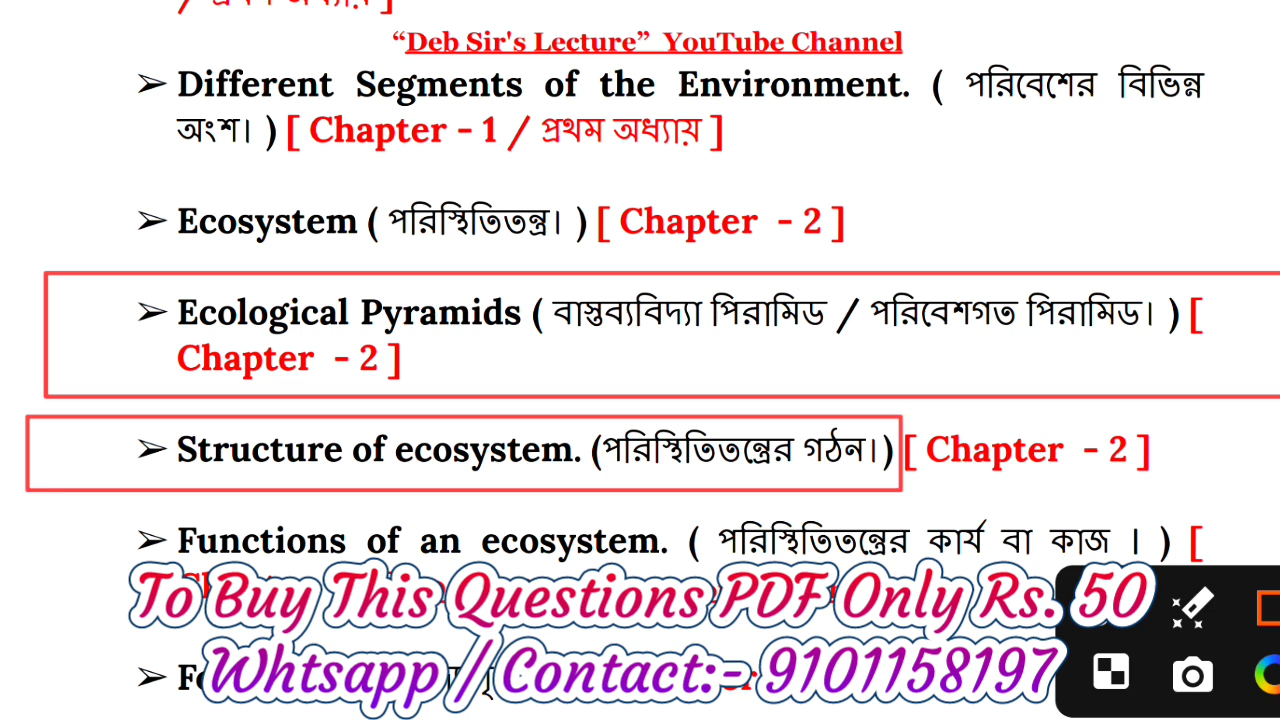 / প্রথম অধ্যায় ]
“Deb Sir's Lecture” YouTube Channel
➢ Different Segments of the Environment. ( পরিবেশের বিভিন্ন
অংশ। ) [ Chapter - 1 / প্রথম অধ্যায় ]
➢ Ecosystem ( পরিস্থিতিতন্ত্র। ) [ Chapter - 2 ]
➢ Ecological Pyramids ( বাস্তব্যবিদ্যা পিরামিড / পরিবেশগত পিরামিড। ) [
Chapter - 2 ]
➢ Structure of ecosystem. (পরিস্থিতিতন্ত্রের গঠন।) [ Chapter - 2 ]
➢ Functions of an ecosystem. ( পরিস্থিতিতন্ত্রের কার্য বা কাজ । ) [
To Buy This Questions PDF Only Rs. 50
Whtsapp / Contact:- 9101158197